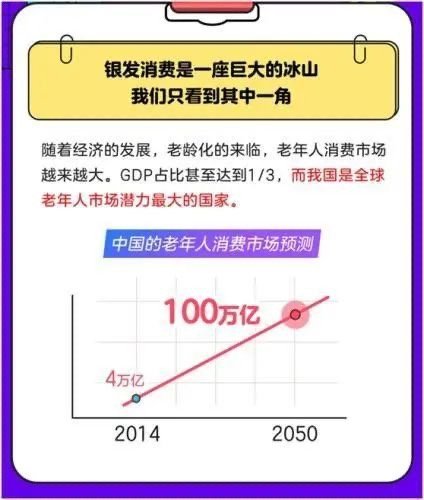 银发消费是一座巨大的冰山
我们只看到其中一角
随着经济的发展，老龄化的来临，老年人消费市场
越来越大。GDP占比甚至达到1/3，而我国是全球
老年人市场潜力最大的国家。
中国的老年人消费市场预测
100万亿
4万亿
2014
2050